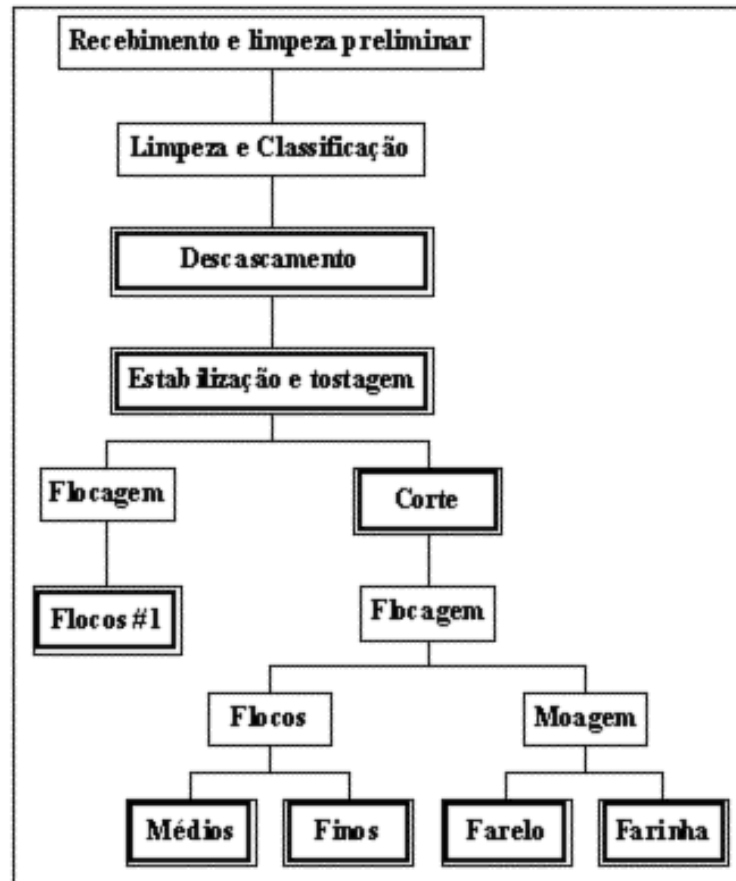 Recebimento e limpeza preliminar
Limpeza e Classificação
Descascamento
Estabilização e tostagem
Flocagem
Corte
Flocos #1
Flocagem
Flocos
Moagem
Médios
Finos
Farelo
Farinha